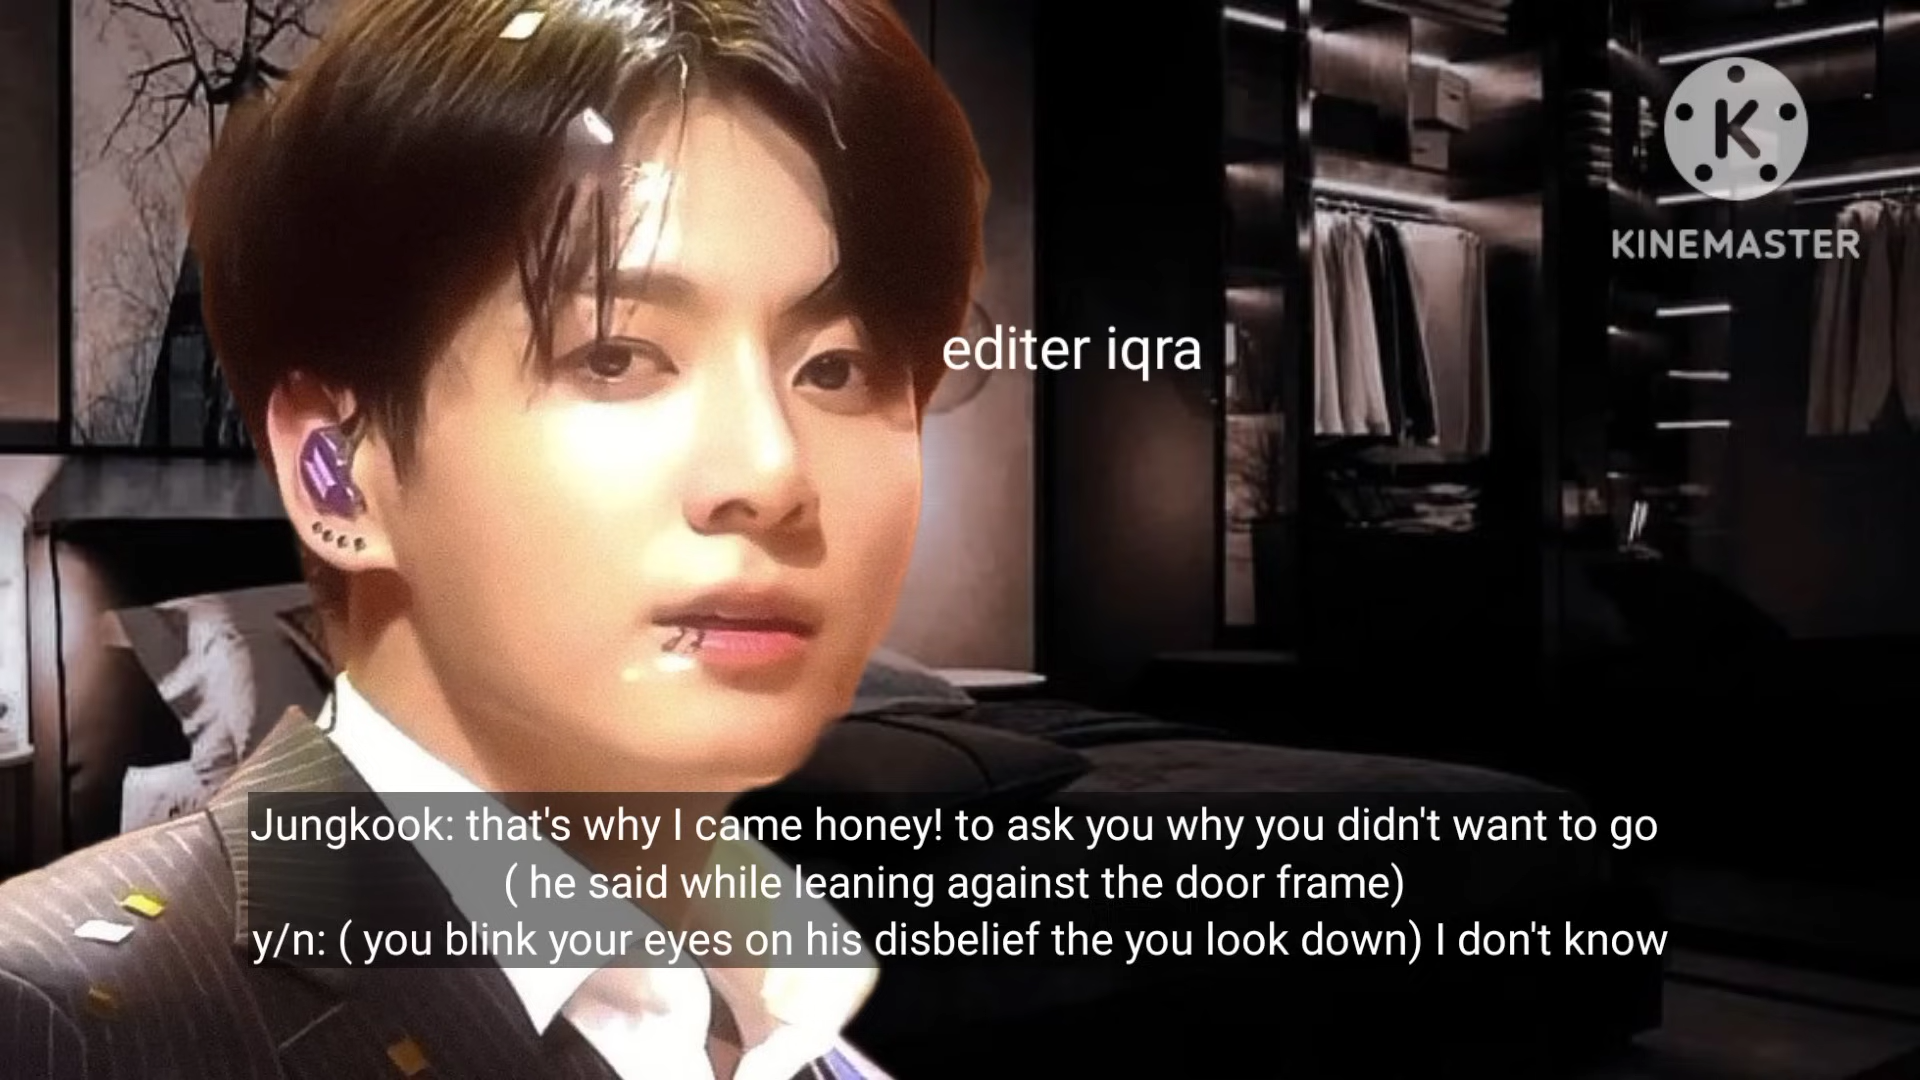 K
KINEMASTER
editer iqra
Jungkook: that's why I came honey! to ask you why you didn't want to go
( he said while leaning against the door frame)
y/n: ( you blink your eyes on his disbelief the you look down) I don't know